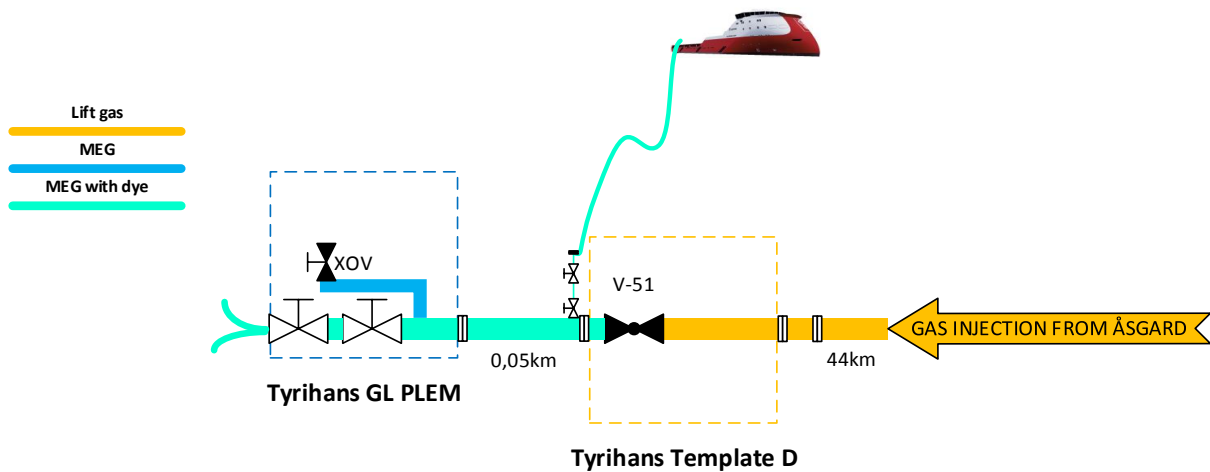 Lift gas
MEG
MEG with dye
XOV
V-51
GAS INJECTION FROM ÅSGARD
0,05km
44km
Tyrihans GL PLEM
Tyrihans Template D